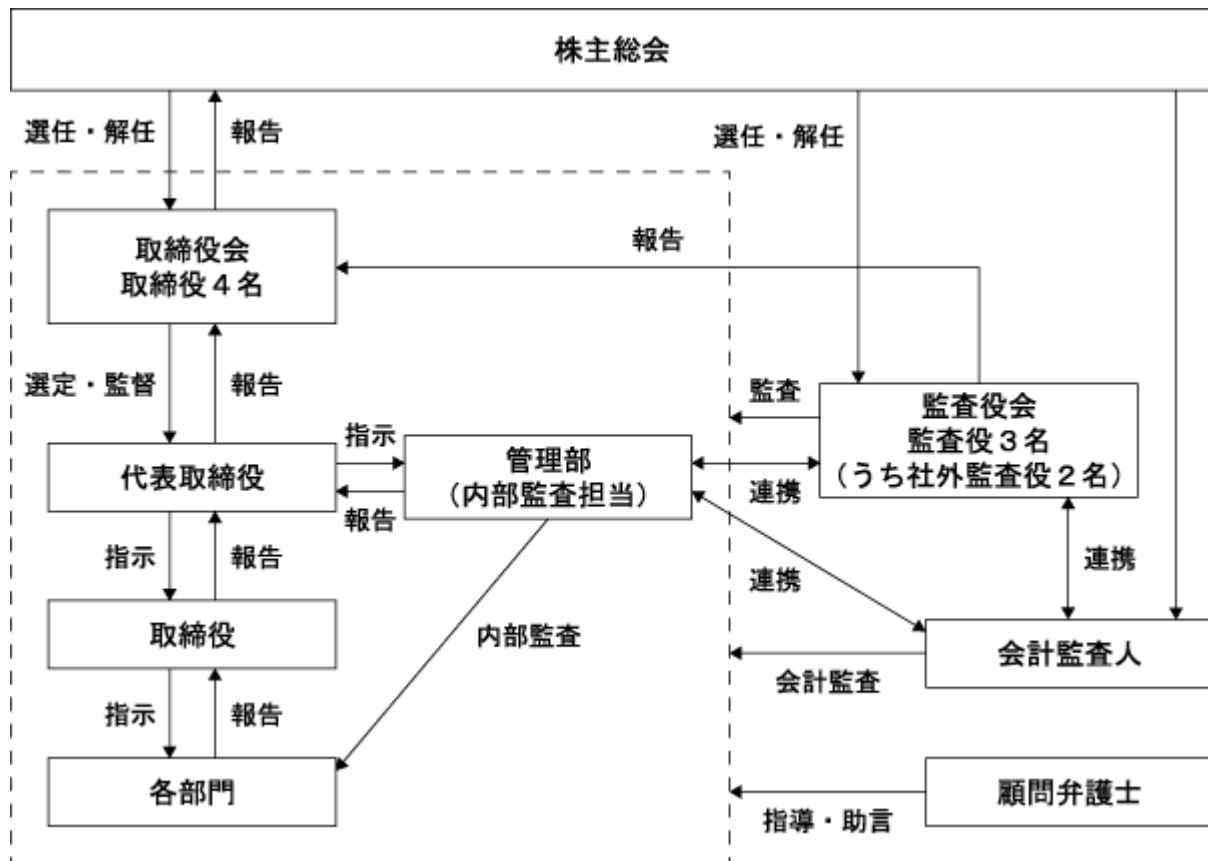 株主総会
選任・解任
報告
選任・解任
取締役会
取締役4名
報告
選定・監督
報告
監査
監査役会
監査役3名
(うち社外監査役2名)
代表取締役
指示
報告
管理部
(内部監査担当)
連携
指示
報告
連携
連携
取締役
内部監査
会計監査人
会計監査
指示
報告
各部門
顧問弁護士
指導・助言